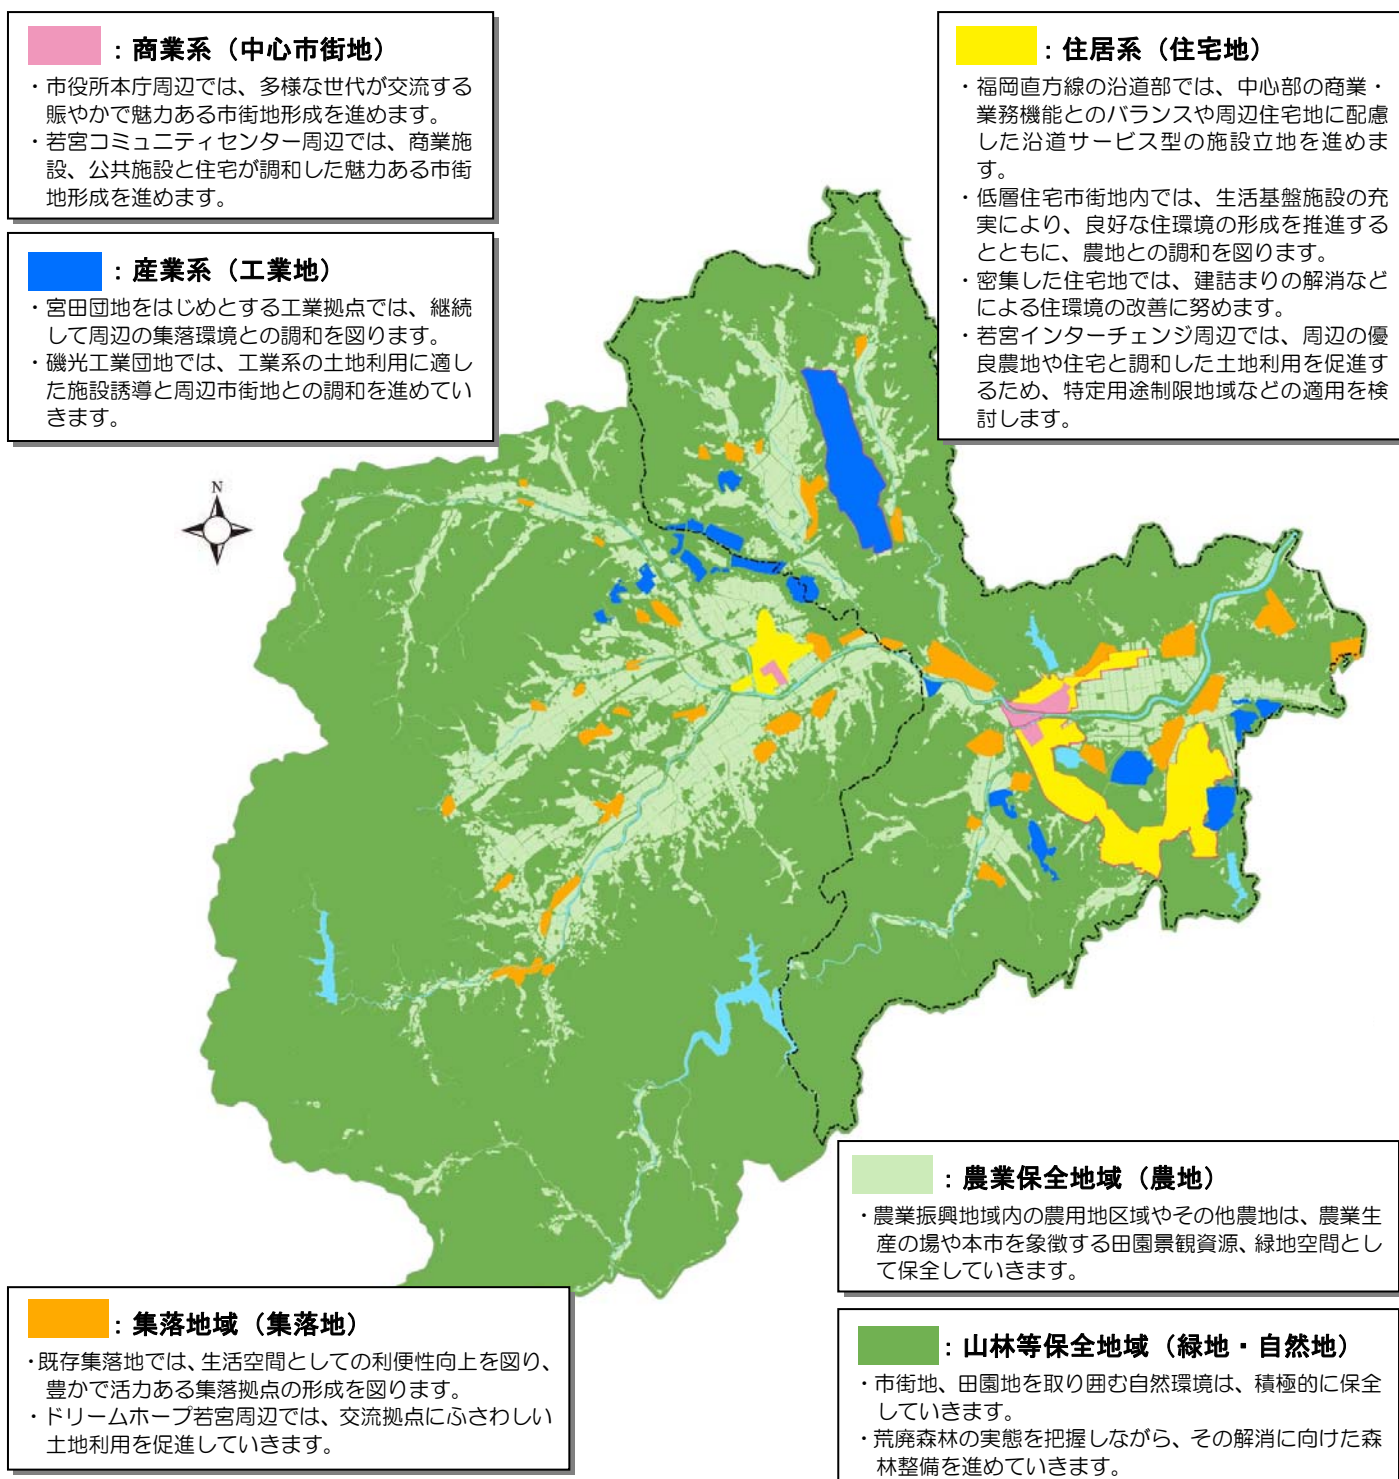 ：商業系（中心市街地）
・市役所本庁周辺では、多様な世代が交流する
賑やかで魅力ある市街地形成を進めます。
・若宮コミュニティセンター周辺では、商業施
設、公共施設と住宅が調和した魅力ある市街
地形成を進めます。
：産業系（工業地）
・宮田団地をはじめとする工業拠点では、継続
して周辺の集落環境との調和を図ります。
・磯光工業団地では、工業系の土地利用に適し
た施設誘導と周辺市街地との調和を進めてい
きます。
：住居系（住宅地）
・福岡直方線の沿道部では、中心部の商業・
業務機能とのバランスや周辺住宅地に配慮
した沿道サービス型の施設立地を進めま
す。
・低層住宅市街地内では、生活基盤施設の充
実により、良好な住環境の形成を推進する
とともに、農地との調和を図ります。
・密集した住宅地では、建詰まりの解消など
による住環境の改善に努めます。
・若宮インターチェンジ周辺では、周辺の優
良農地や住宅と調和した土地利用を促進す
るため、特定用途制限地域などの適用を検
討します。
N
：農業保全地域（農地）
・農業振興地域内の農用地区域やその他農地は、農業生
産の場や本市を象徴する田園景観資源、緑地空間とし
て保全していきます。
：集落地域（集落地）
・既存集落地では、生活空間としての利便性向上を図り、
豊かで活力ある集落拠点の形成を図ります。
・ドリームホープ若宮周辺では、交流拠点にふさわしい
土地利用を促進していきます。
：山林等保全地域（緑地・自然地）
・市街地、田園地を取り囲む自然環境は、積極的に保全
していきます。
・荒廃森林の実態を把握しながら、その解消に向けた森
林整備を進めていきます。